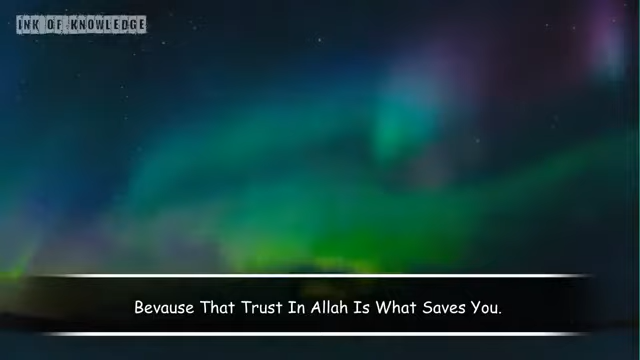 INK OF KNOWLEDGE
Bevause That Trust In Allah Is What Saves You.